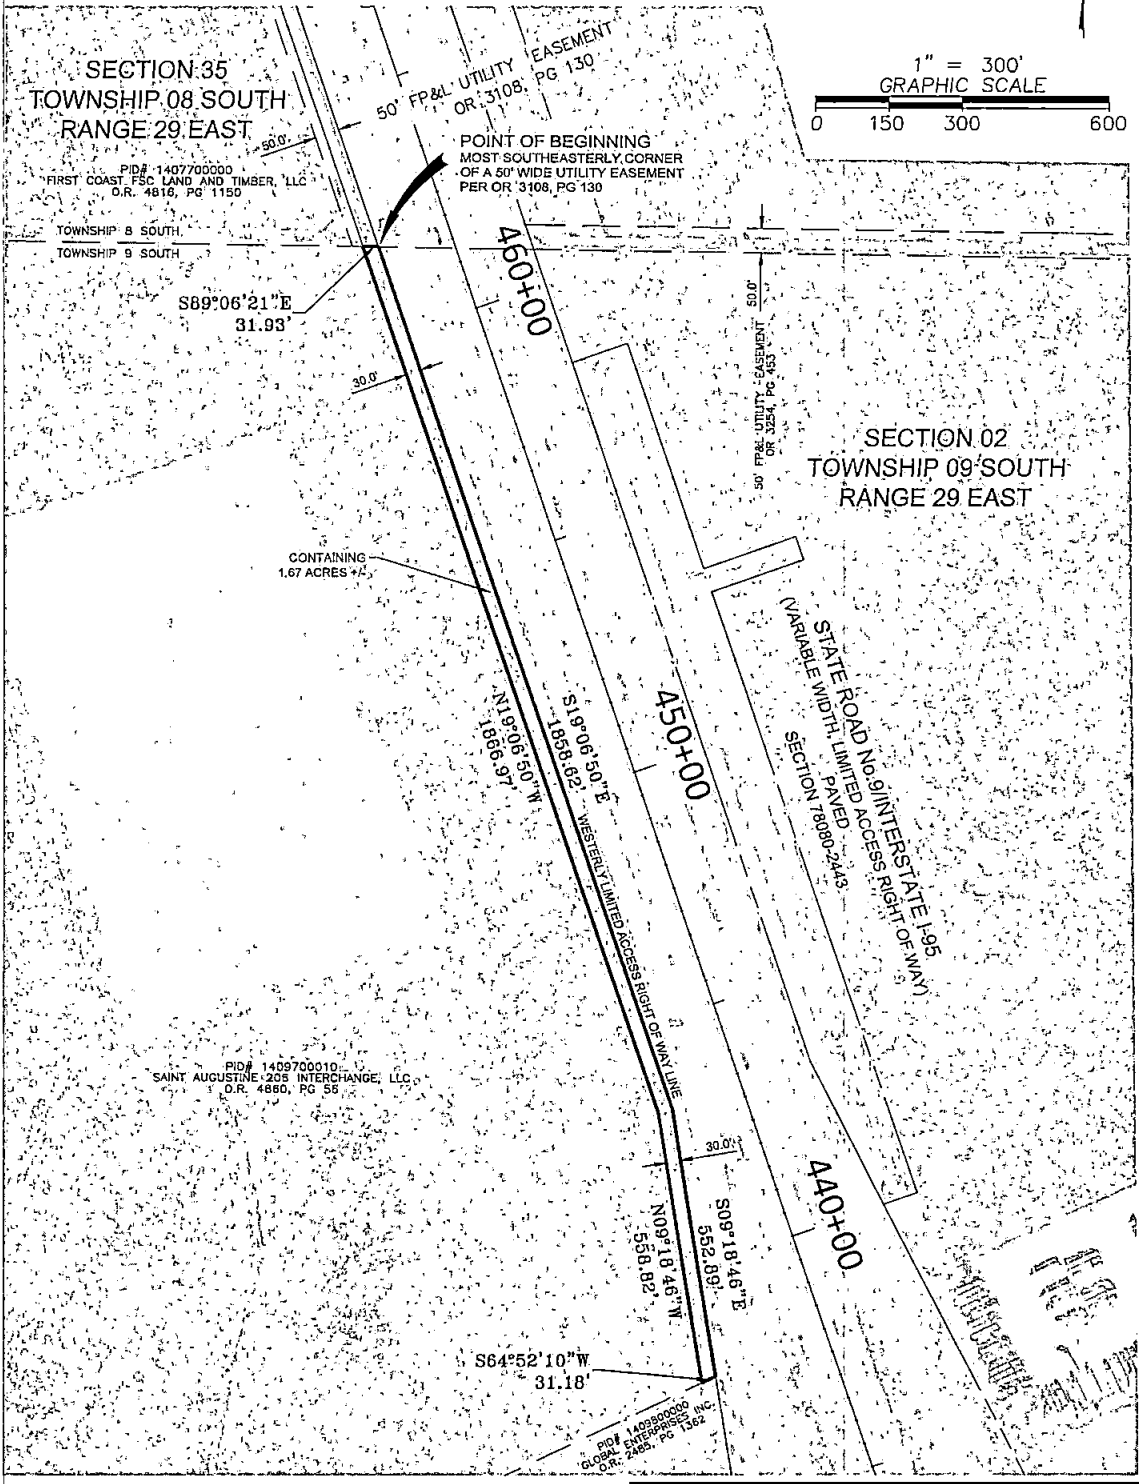 SECTION 35
TOWNSHIP 08 SOUTH
RANGE 29 EAST
PID# 1407700000
FIRST COAST FSC LAND AND TIMBER, LLC
O.R. 4816, PG 1150
50' FP&L UTILITY EASEMENT
OR 3108, PG 130
1" = 300'
GRAPHIC SCALE
0 150 300 600
50.0'
POINT OF BEGINNING
MOST SOUTHEASTERLY CORNER
OF A 50' WIDE UTILITY EASEMENT
PER OR 3108, PG 130
TOWNSHIP 8 SOUTH
TOWNSHIP 9 SOUTH
S89°06'21"E
31.93'
460+00
50.0'
50' FP&L UTILITY EASEMENT
OR 3254, PG 453
30.0'
SECTION 02
TOWNSHIP 09 SOUTH
RANGE 29 EAST
CONTAINING
1.67 ACRES +/-
N19°06'50"W
1866.97'
S19°06'50"E
1858.62'
WESTERLY LIMITED ACCESS RIGHT OF WAY LINE
450+00
STATE ROAD No.9/INTERSTATE I-95
(VARIABLE WIDTH, LIMITED ACCESS RIGHT OF WAY)
PAVED
SECTION 78080-2443
PID# 1409700010
SAINT AUGUSTINE 206 INTERCHANGE, LLC
O.R. 4860, PG 56
30.0'
440+00
N09°18'46"W
558.82'
S09°18'46"E
552.89'
S64°52'10"W
31.18'
PID# 1409800000
GLOBAL ENTERPRISES INC.
O.R. 2485, PG 1362